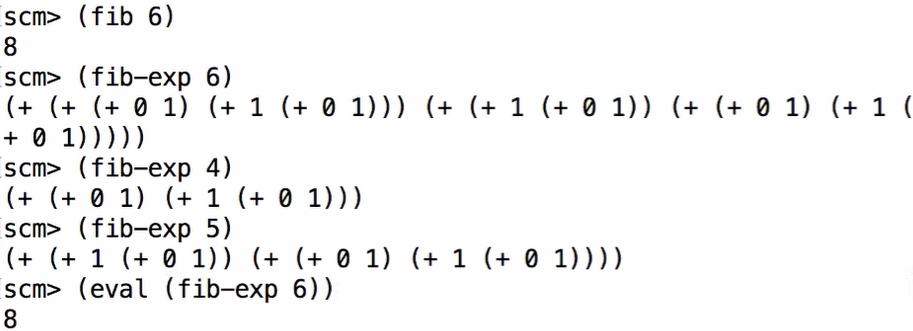 scm> (fib 6)
8
scm> (fib-exp 6)
(+ (+ (+ 0 1) (+ 1 (+ 0 1))) (+ (+ 1 (+ 0 1)) (+ (+ 0 1) (+ 1 (
+ 0 1)))))
scm> (fib-exp 4)
(+ (+ 0 1) (+ 1 (+ 0 1)))
scm> (fib-exp 5)
(+ (+ 1 (+ 0 1)) (+ (+ 0 1) (+ 1 (+ 0 1))))
scm> (eval (fib-exp 6))
8